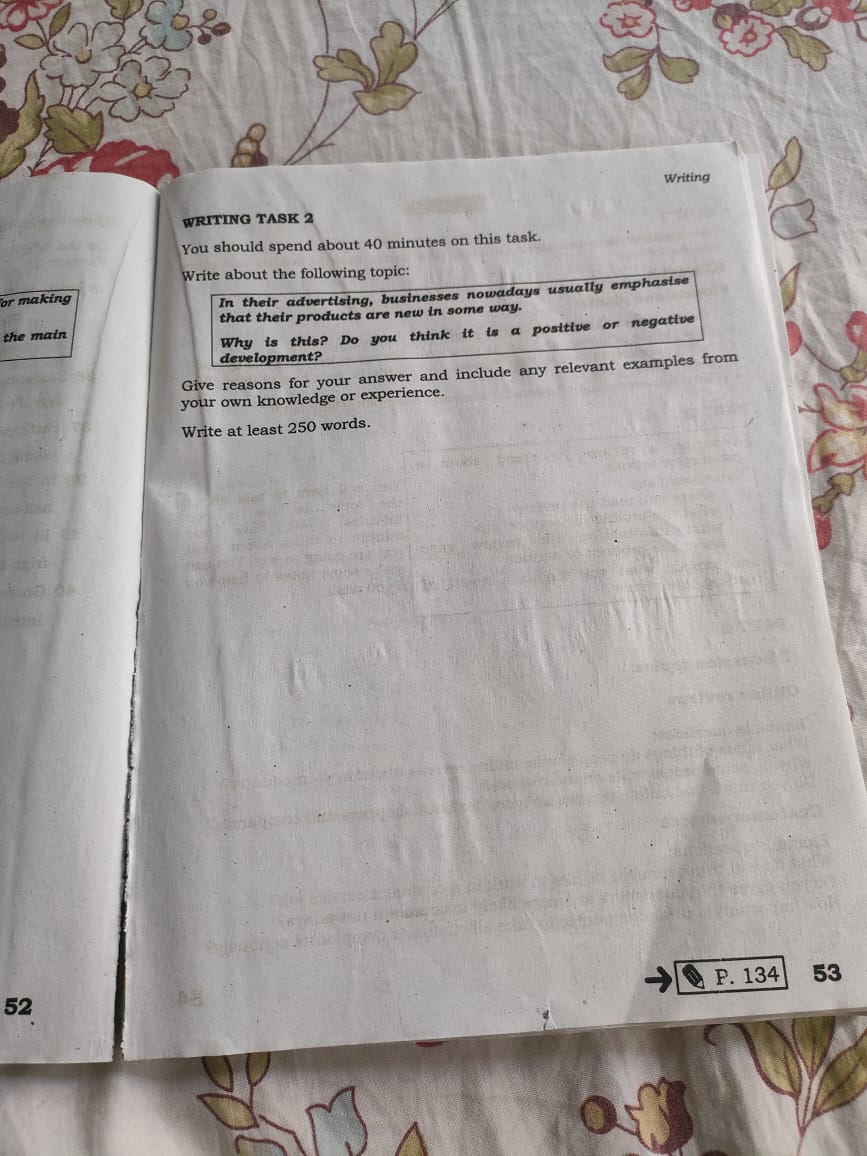 or making
the main
52
Writing
WRITING TASK 2
You should spend about 40 minutes on this task.
Write about the following topic:
In their advertising, businesses nowadays usually emphasise
that their products are new in some way.
Why is this? Do you think it is a positive or negative
development?
Give reasons for your answer and include any relevant examples from
your own knowledge or experience.
Write at least 250 words.
P. 134
53